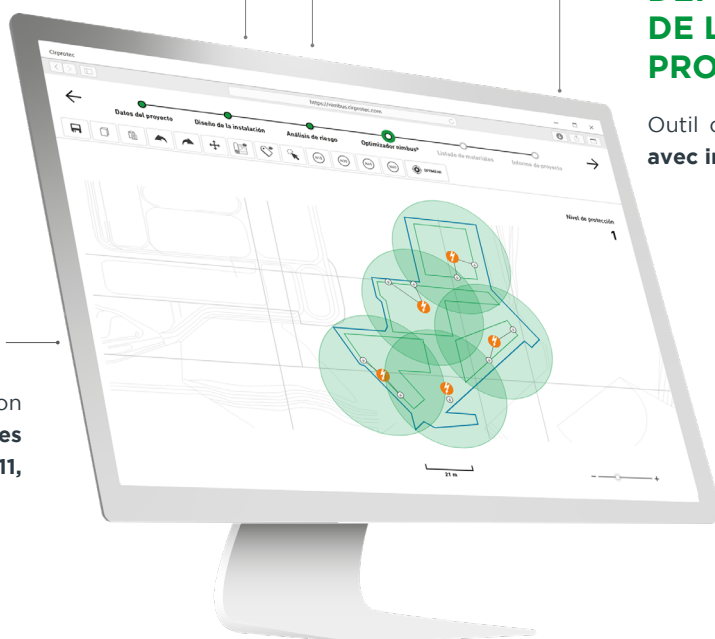 DE L
PRO
Outil d
avec in
Cirprotec
https://nimbus.cirprotec.com
Datos del proyecto
Diseño de la instalación
Análisis de riesgo
Optimizador nimbus®
Listado de materiales
Informe de proyecto
Nivel de protección
1
on
es
11,
21 m
- +